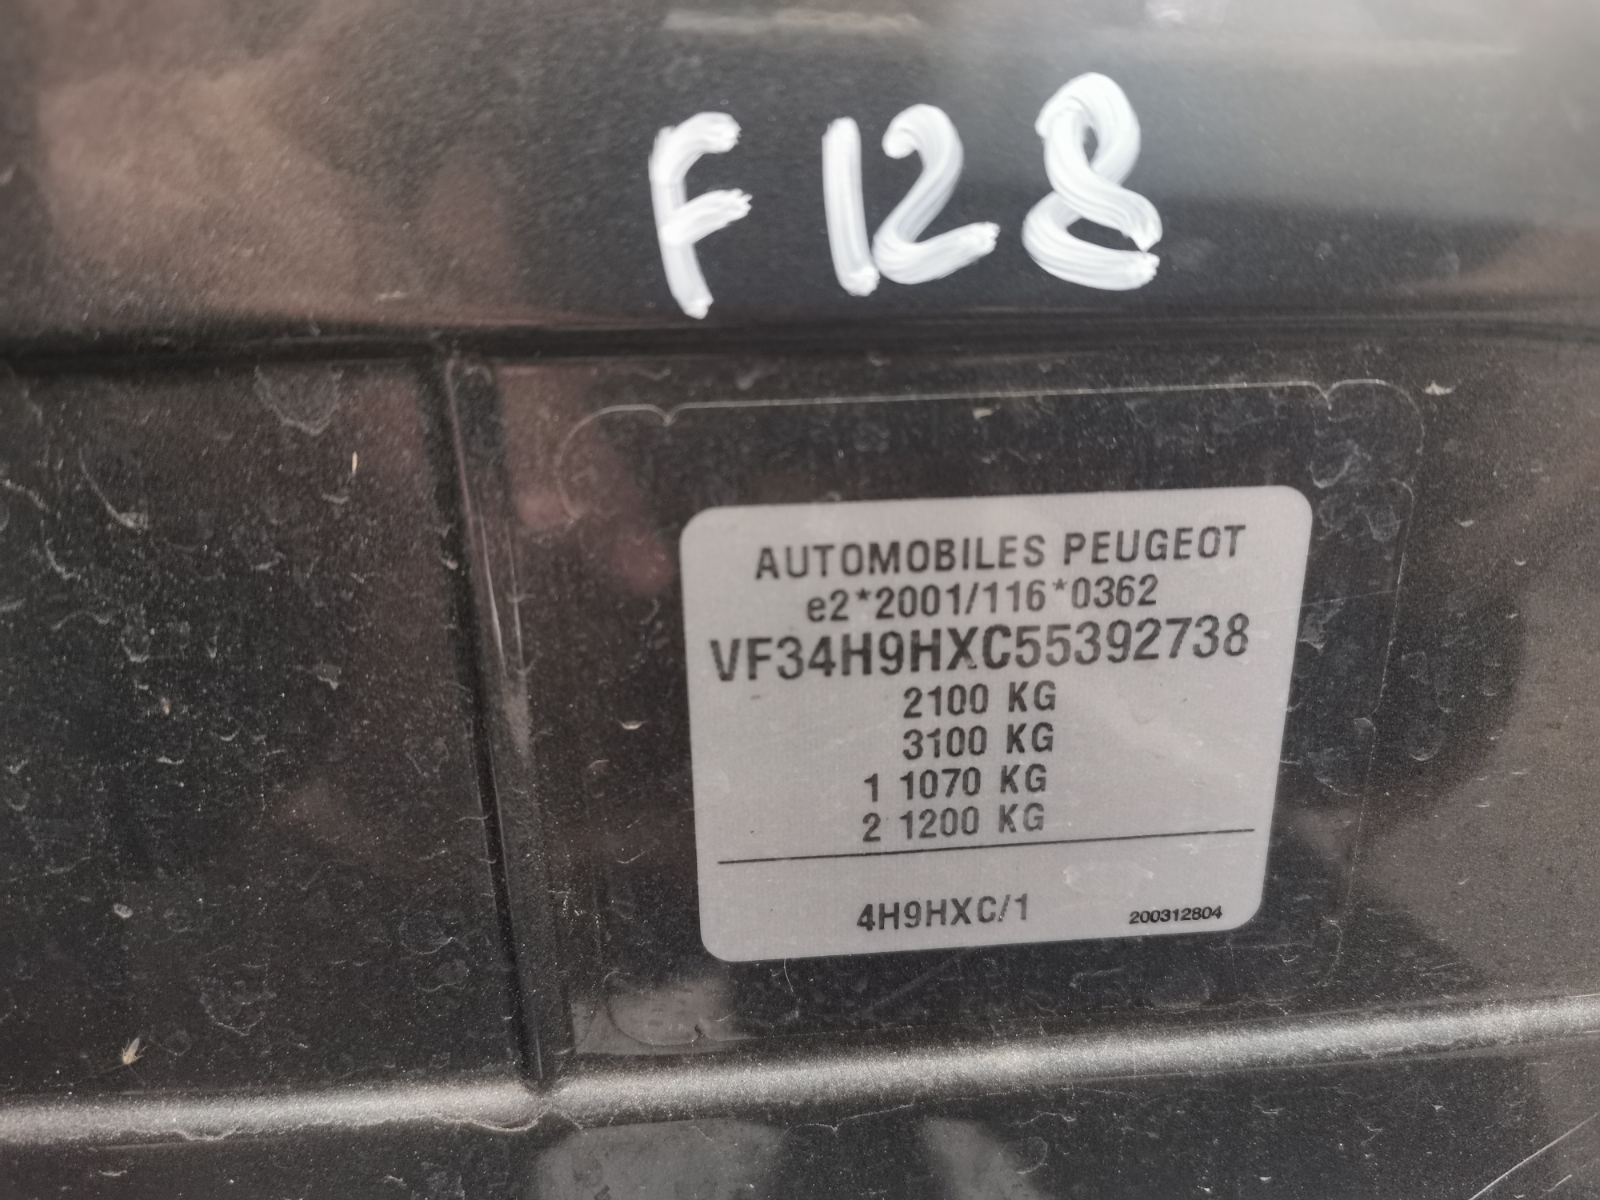 F 128
AUTOMOBILES PEUGEOT
e2*2001/116*0362
VF34H9HXC55392738
2100 KG
3100 KG
1 1070 KG
2 1200 KG
4H9HXC/1
200312804